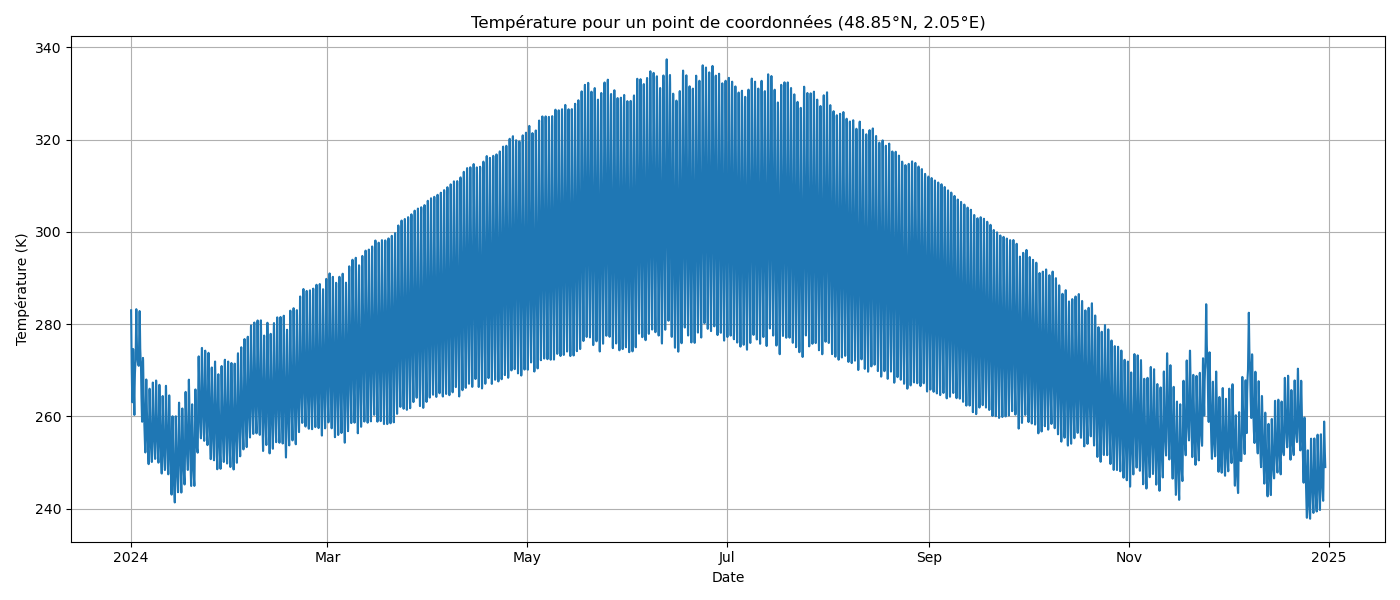 Température pour un point de coordonnées (48.85°N, 2.05°E)
Température (K)
340
320
300
280
260
240
2024
Mar
May
Jul
Sep
Nov
2025
Date